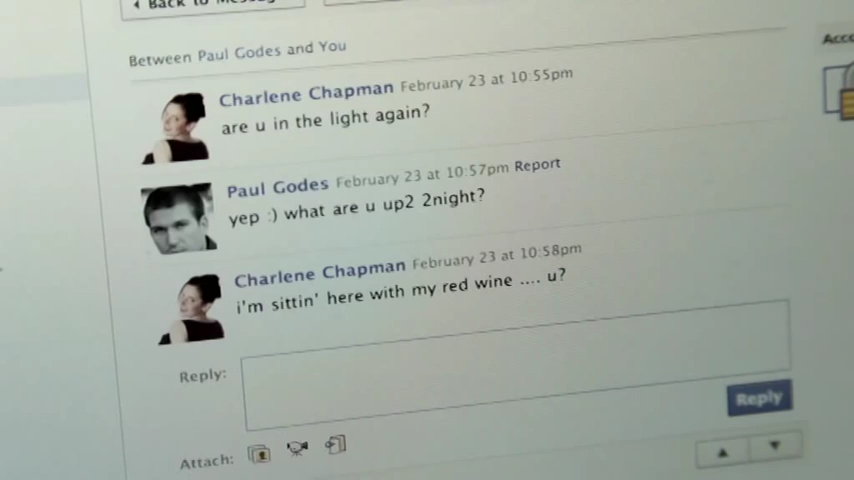 Back to Messag
Between Paul Godes and You
Charlene Chapman February 23 at 10:55pm
are u in the light again?
Paul Godes February 23 at 10:57pm Report
yep :) what are u up2 2night?
Charlene Chapman February 23 at 10:58pm
i'm sittin' here with my red wine .... u?
Reply:
Reply
Attach:
Acco